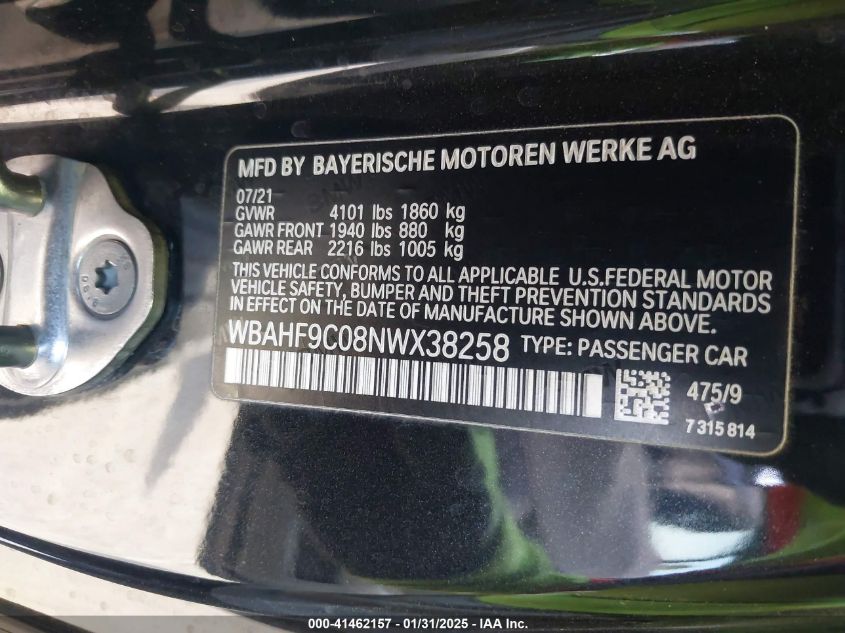 MFD BY BAYERISCHE MOTOREN WERKE AG
07/21
GVWR 4101 lbs 1860 kg
GAWR FRONT 1940 lbs 880 kg
GAWR REAR 2216 lbs 1005 kg
THIS VEHICLE CONFORMS TO ALL APPLICABLE U.S.FEDERAL MOTOR
VEHICLE SAFETY, BUMPER AND THEFT PREVENTION STANDARDS
IN EFFECT ON THE DATE OF MANUFACTURE SHOWN ABOVE.
WBAHF9C08NWX38258 TYPE: PASSENGER CAR
475/9
7 315 814
000-41462157 - 01/31/2025 - IAA Inc.